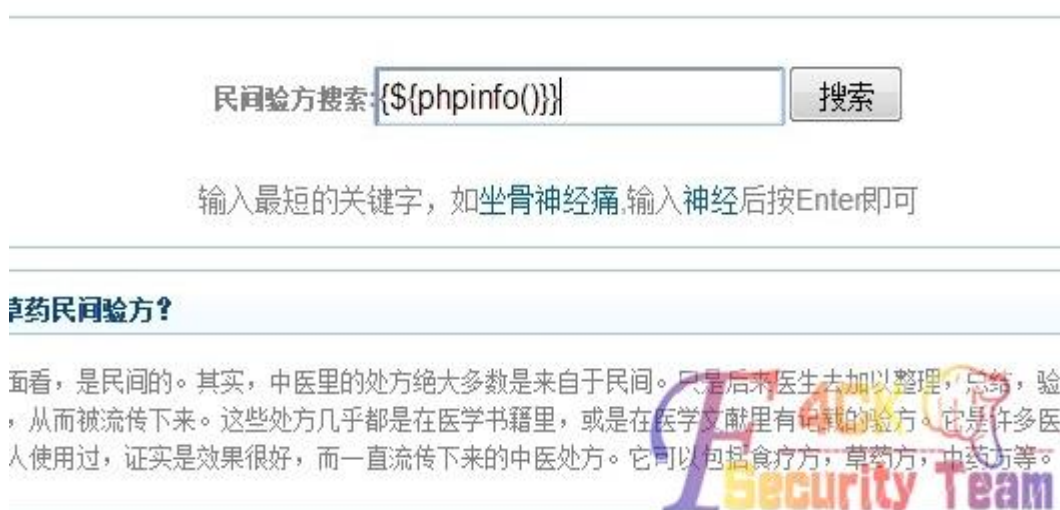 民间验方搜索:{${phpinfo()}} 搜索
输入最短的关键字，如坐骨神经痛,输入神经后按Enter即可
草药民间验方?
面看，是民间的。其实，中医里的处方绝大多数是来自于民间。只是后来医生去加以整理，总结，验
，从而被流传下来。这些处方几乎都是在医学书籍里，或是在医学文献里有记载的验方。它是许多医
人使用过，证实是效果很好，而一直流传下来的中医处方。它可以包括食疗方，草药方，中药方等。
Security Team